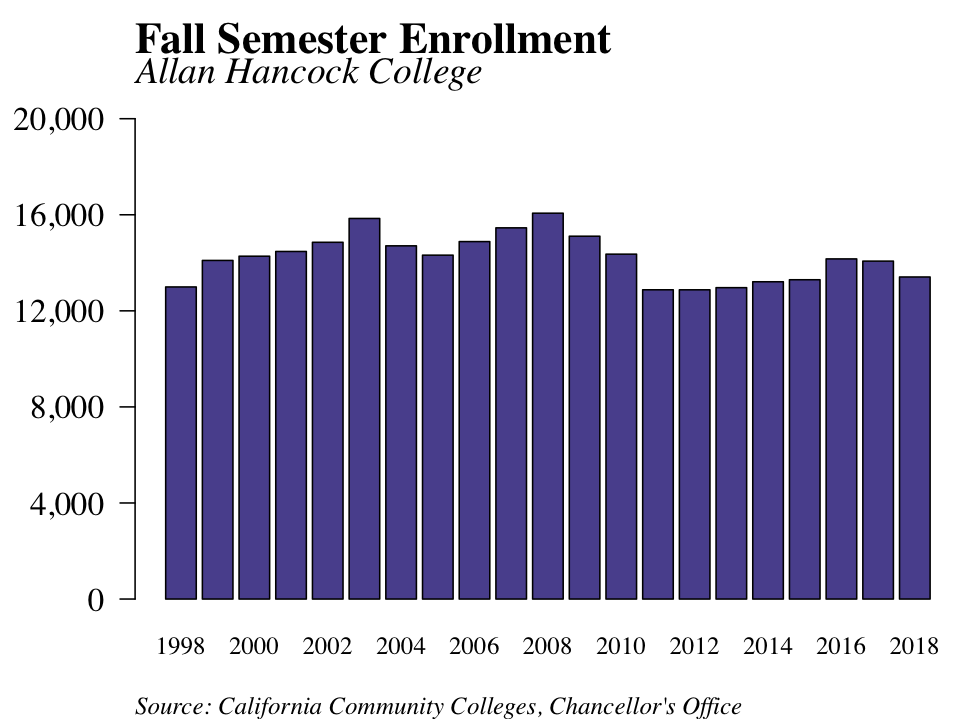 Fall Semester Enrollment
Allan Hancock College
20,000
16,000
12,000
8,000
4,000
0
1998 2000 2002 2004 2006 2008 2010 2012 2014 2016 2018
Source: California Community Colleges, Chancellor's Office